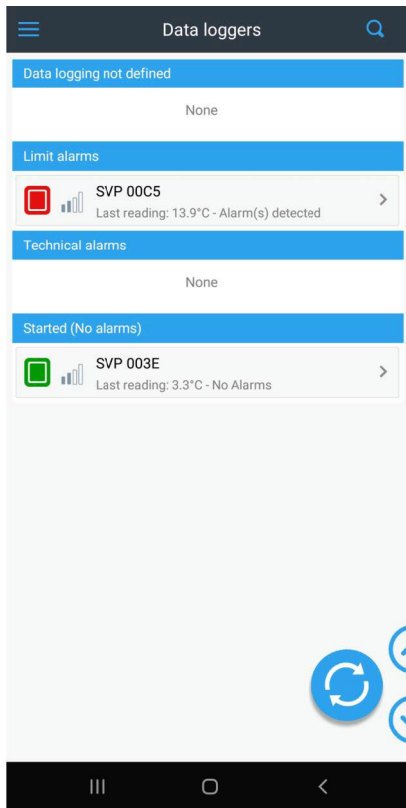 Data loggers
Data logging not defined
None
Limit alarms
SVP 00C5
Last reading: 13.9°C - Alarm(s) detected
Technical alarms
None
Started (No alarms)
SVP 003E
Last reading: 3.3°C - No Alarms